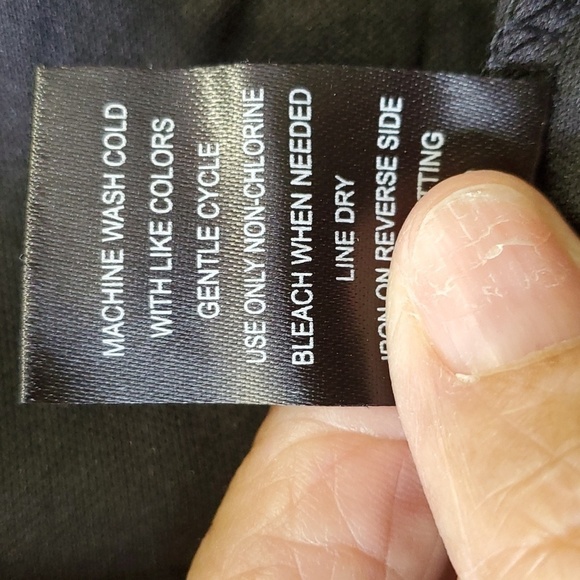 MACHINE WASH COLD
WITH LIKE COLORS
GENTLE CYCLE
USE ONLY NON-CHLORINE
BLEACH WHEN NEEDED
LINE DRY
IRON ON REVERSE SIDE